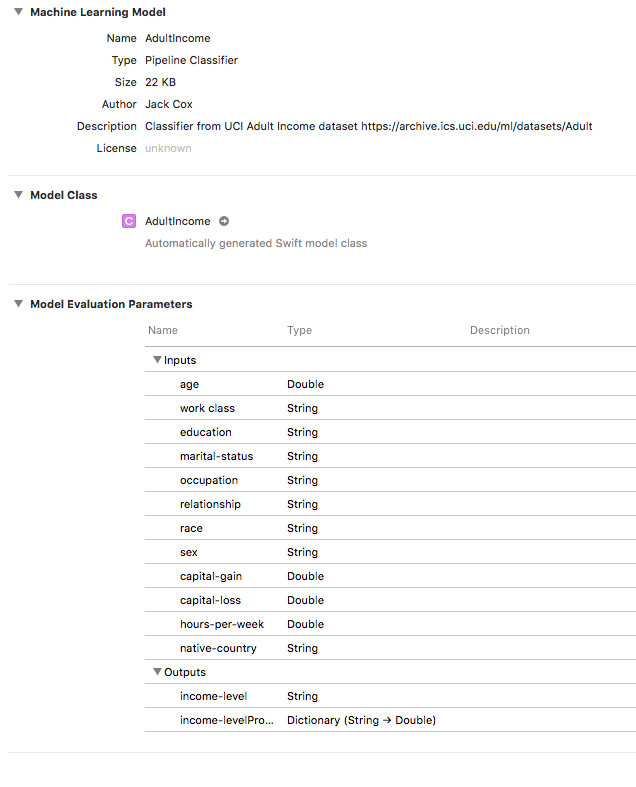 Machine Learning Model
Name AdultIncome
Type Pipeline Classifier
Size 22 KB
Author Jack Cox
Description Classifier from UCI Adult Income dataset https://archive.ics.uci.edu/ml/datasets/Adult
License unknown
Model Class
C AdultIncome
Automatically generated Swift model class
Model Evaluation Parameters
Name Type Description
Inputs
age Double
work class String
education String
marital-status String
occupation String
relationship String
race String
sex String
capital-gain Double
capital-loss Double
hours-per-week Double
native-country String
Outputs
income-level String
income-levelPro... Dictionary (String → Double)